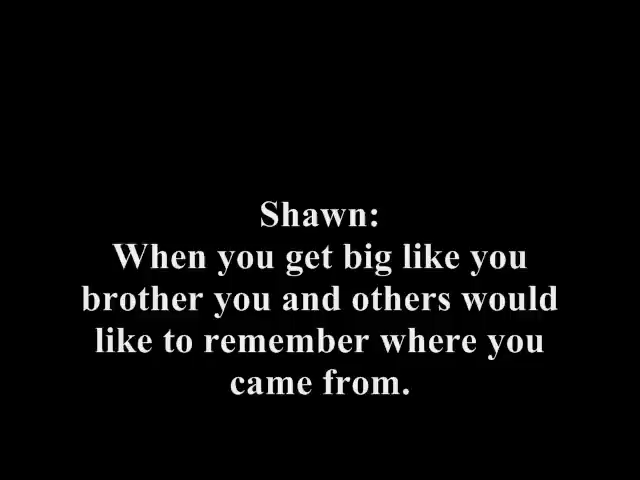 Shawn:
When you get big like you
brother you and others would
like to remember where you
came from.